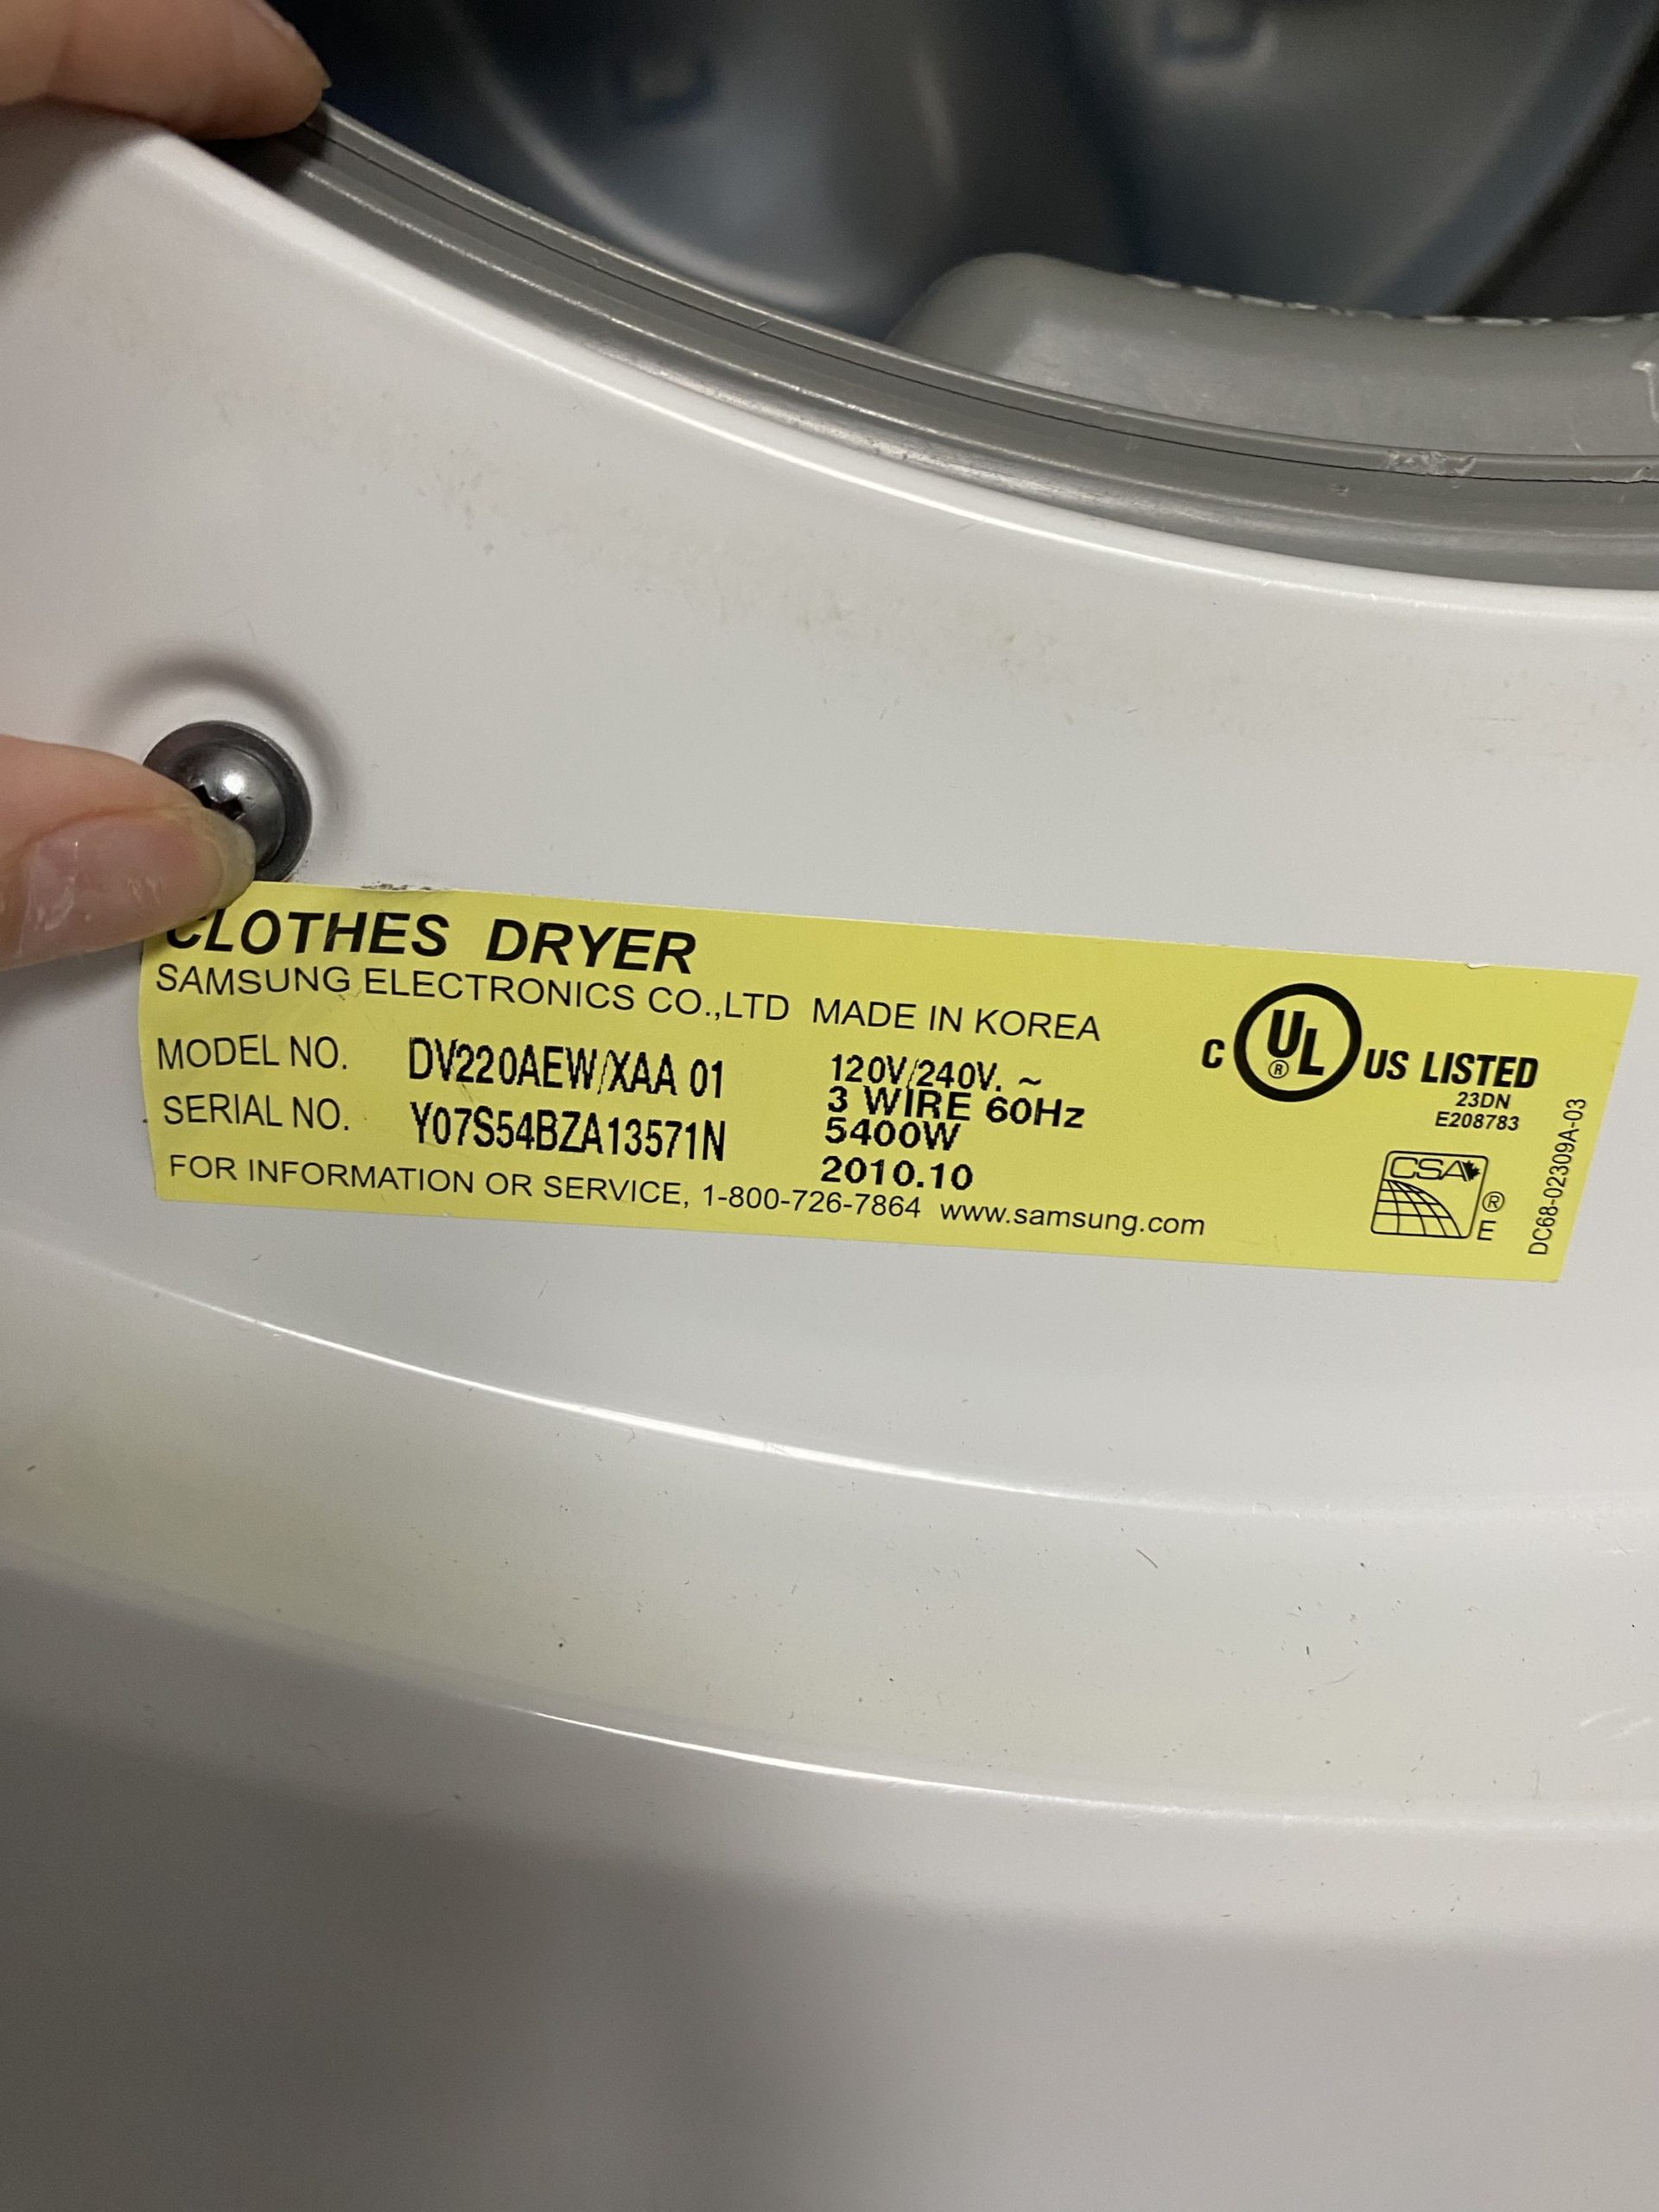 CLOTHES DRYER
SAMSUNG ELECTRONICS CO.,LTD MADE IN KOREA
MODEL NO. DV220AEW/XAA 01
SERIAL NO. Y07S54BZA13571N
120V/240V. ~
3 WIRE 60Hz
5400W
2010.10
FOR INFORMATION OR SERVICE, 1-800-726-7864 www.samsung.com
C UL ® US LISTED
23DN
E208783
CSA ®
E
DC68-02309A-03